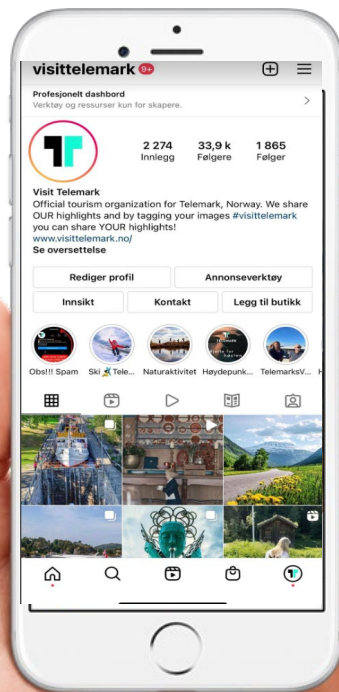 visittelemark 9+
Profesjonelt dashbord
Verktøy og ressurser kun for skapere.
2 274 33,9 k 1 865
Innlegg Følgere Følger
Visit Telemark
Official tourism organization for Telemark, Norway. We share
OUR highlights and by tagging your images #visittelemark
you can share YOUR highlights!
www.visittelemark.no/
Se oversettelse
Rediger profil Annonseverktøy
Innsikt Kontakt Legg til butikk
Obs!!! Spam Ski Tele... Naturaktivitet Høydepunk... TelemarksV...